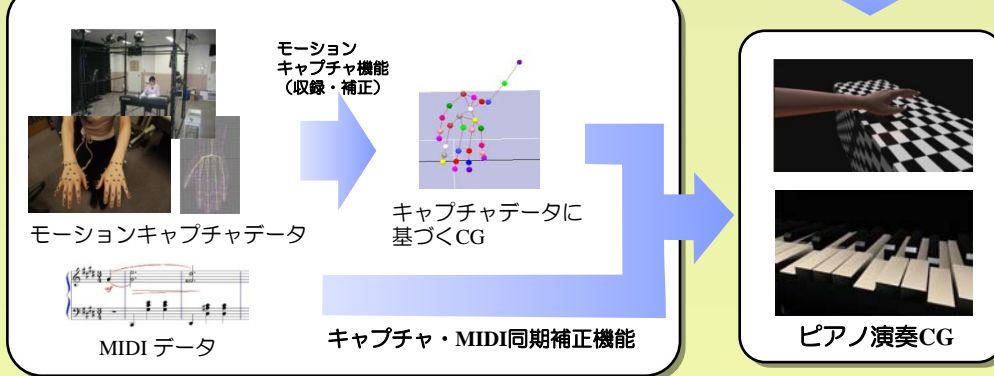 モーション
キャプチャ機能
（収録・補正）
モーションキャプチャデータ
キャプチャデータに
基づくCG
MIDI データ
キャプチャ・MIDI同期補正機能
ピアノ演奏CG